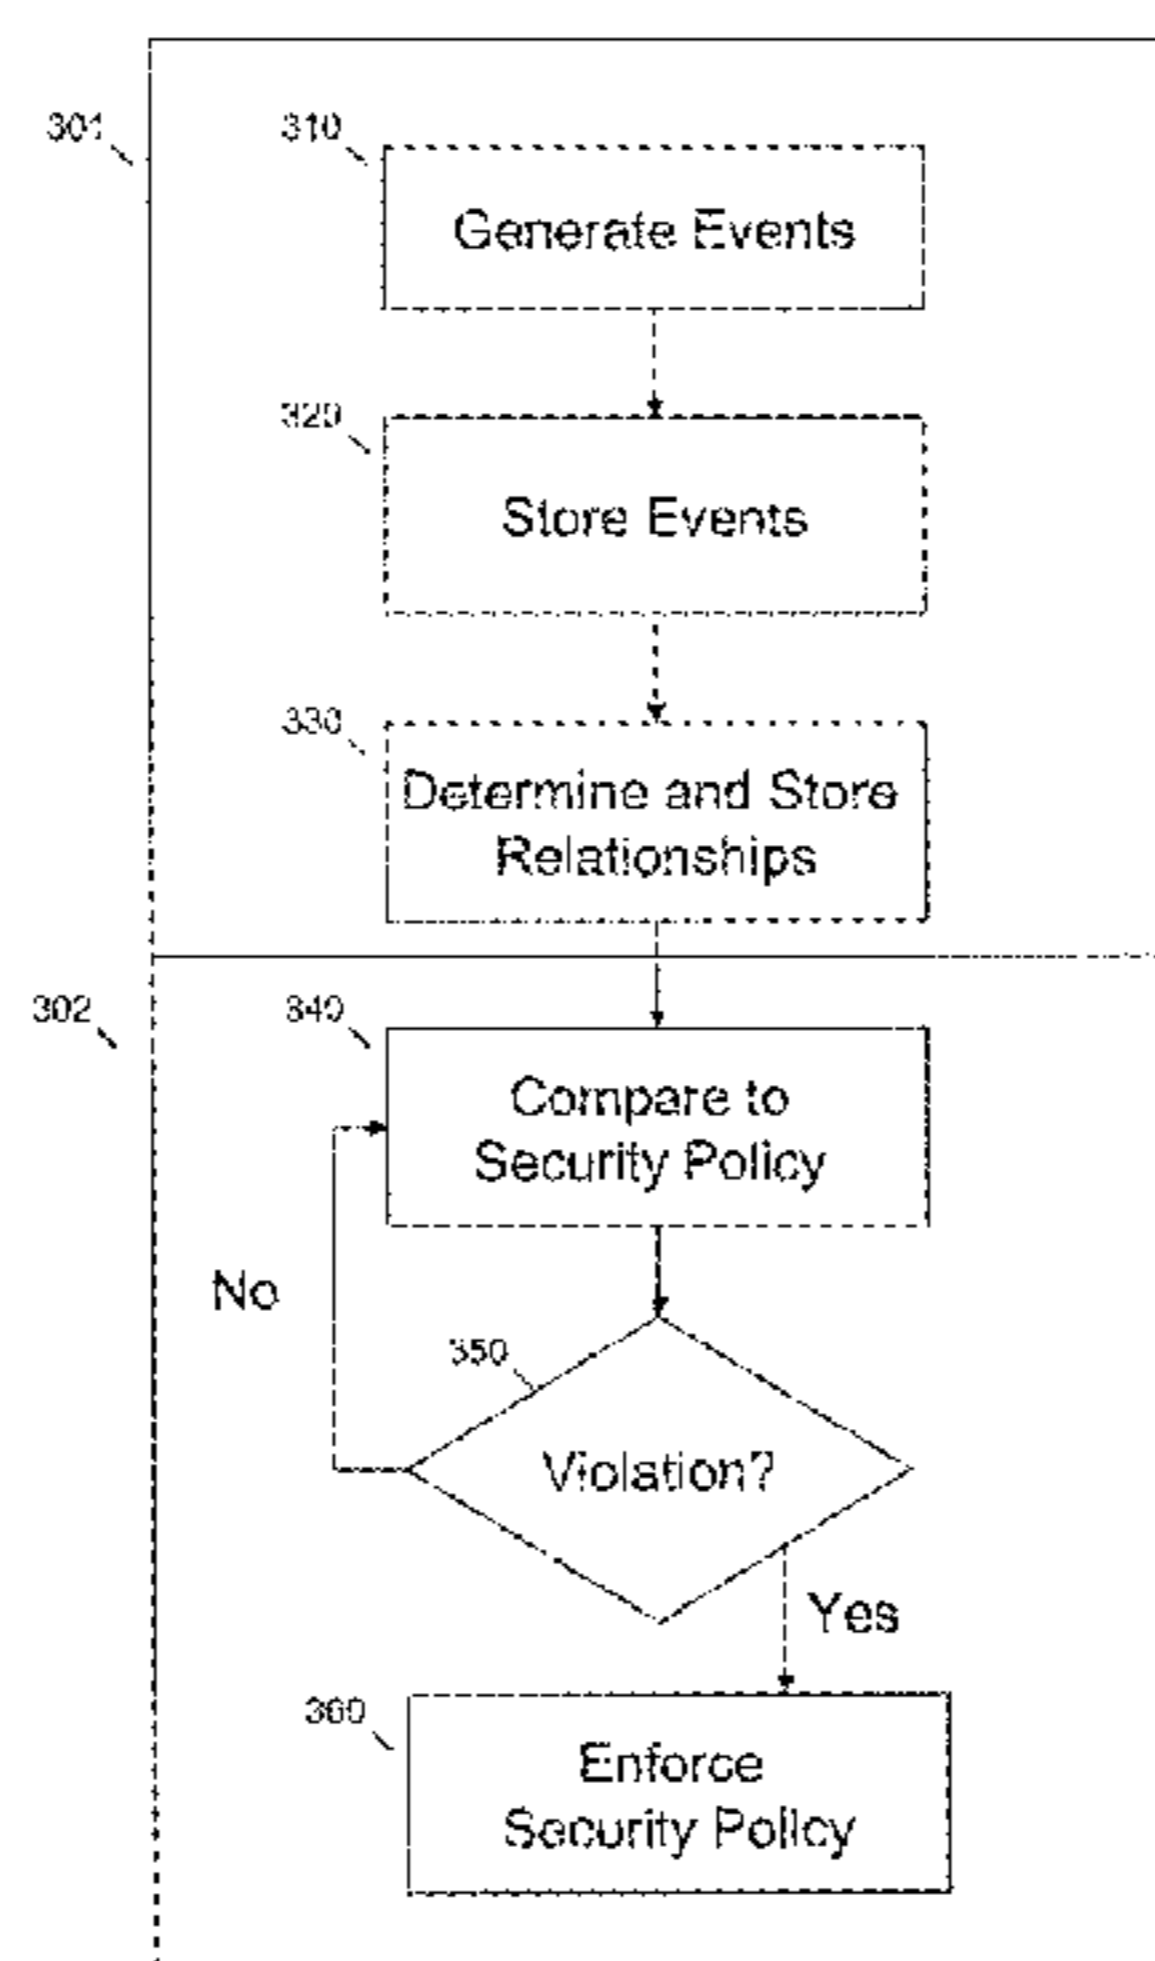 301
310
Generate Events
320
Store Events
330
Determine and Store
Relationships
302
340
Compare to
Security Policy
No
350
Violation?
Yes
360
Enforce
Security Policy